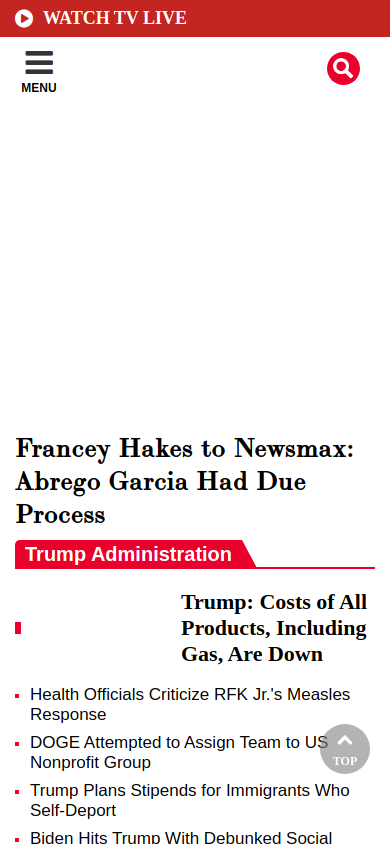 WATCH TV LIVE
MENU
Francey Hakes to Newsmax:
Abrego Garcia Had Due
Process
Trump Administration
Trump: Costs of All
Products, Including
Gas, Are Down
Health Officials Criticize RFK Jr.'s Measles
Response
DOGE Attempted to Assign Team to US
Nonprofit Group
TOP
Trump Plans Stipends for Immigrants Who
Self-Deport
Biden Hits Trump With Debunked Social